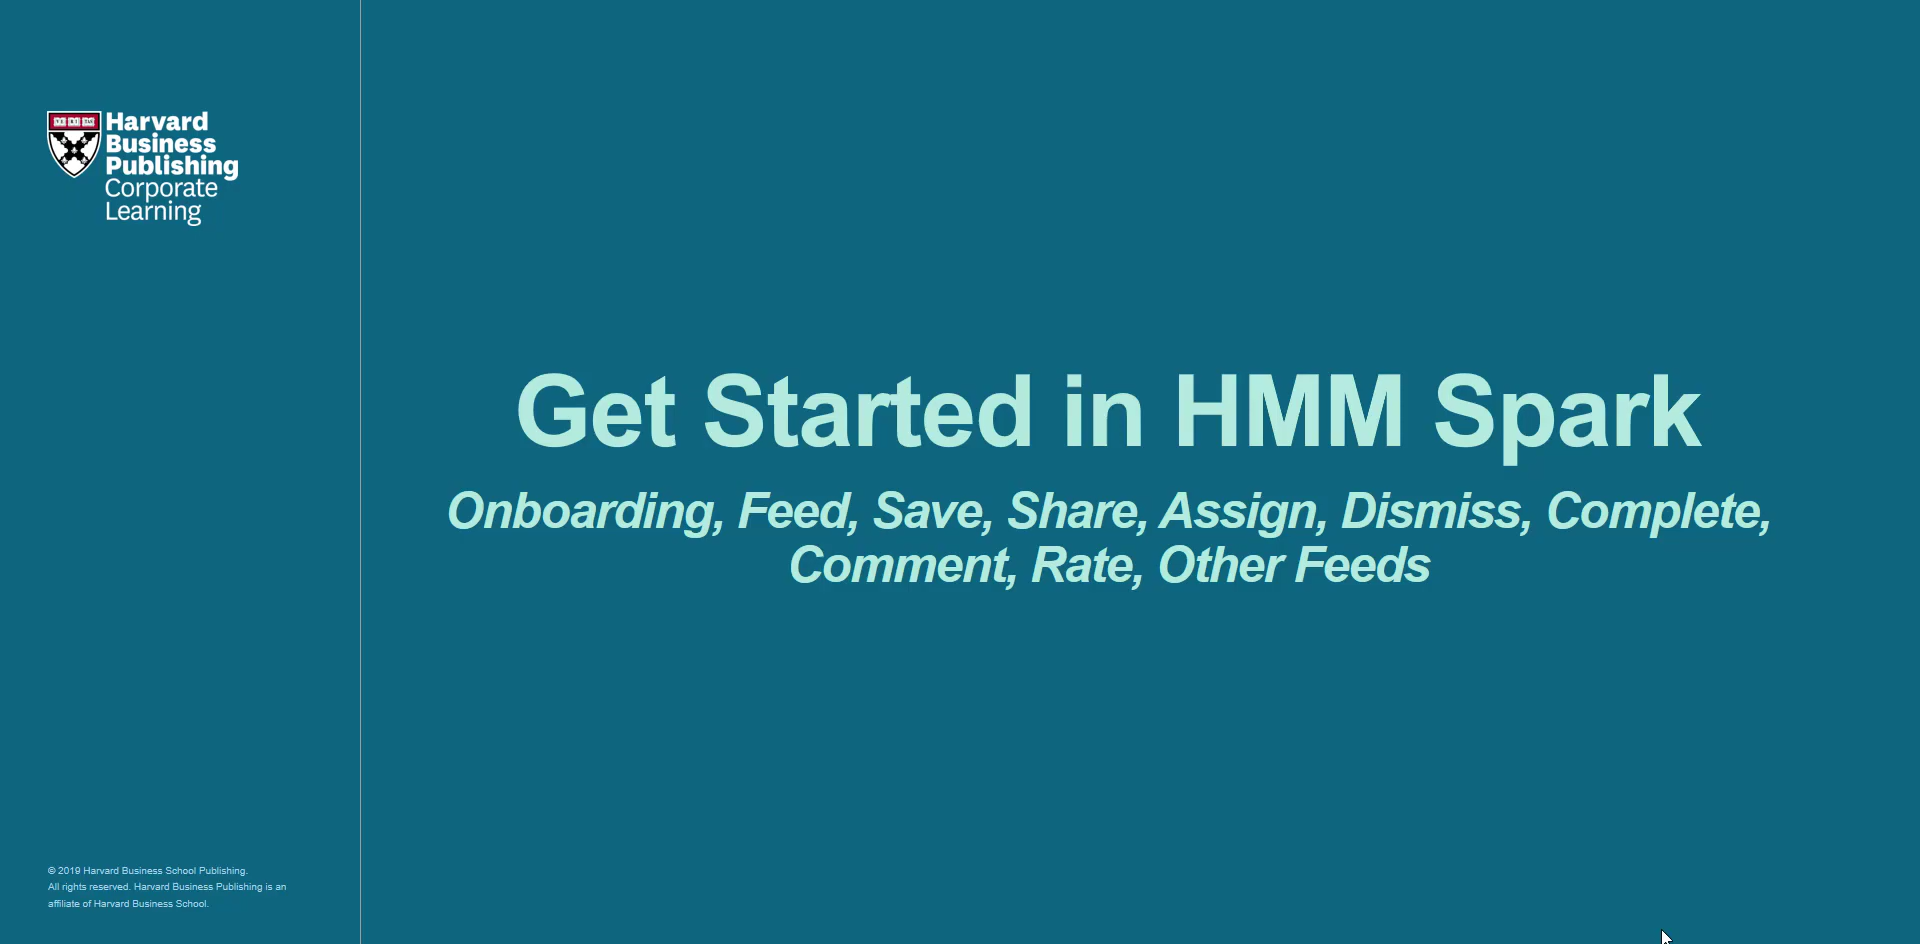 Harvard
Business
Publishing
Corporate
Learning
Get Started in HMM Spark
Onboarding, Feed, Save, Share, Assign, Dismiss, Complete,
Comment, Rate, Other Feeds
© 2019 Harvard Business School Publishing.
All rights reserved. Harvard Business Publishing is an
affiliate of Harvard Business School.